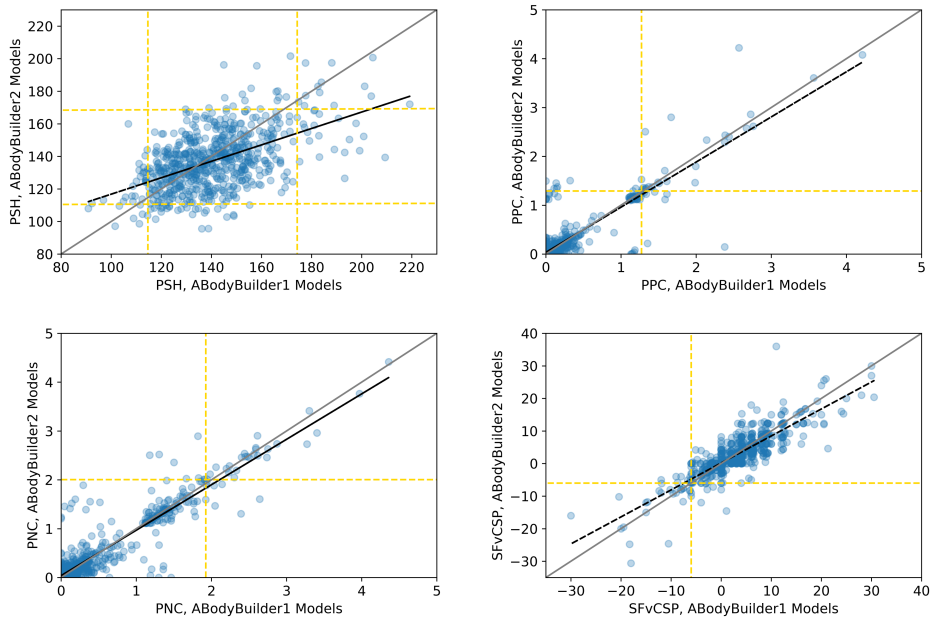 PSH, ABodyBuilder2 Models
220
200
180
160
140
120
100
80
80 100 120 140 160 180 200 220
PSH, ABodyBuilder1 Models
PPC, ABodyBuilder2 Models
5
4
3
2
1
0
0 1 2 3 4 5
PPC, ABodyBuilder1 Models
PNC, ABodyBuilder2 Models
5
4
3
2
1
0
0 1 2 3 4 5
PNC, ABodyBuilder1 Models
SFvCSP, ABodyBuilder2 Models
40
30
20
10
0
−10
−20
−30
−30 −20 −10 0 10 20 30 40
SFvCSP, ABodyBuilder1 Models